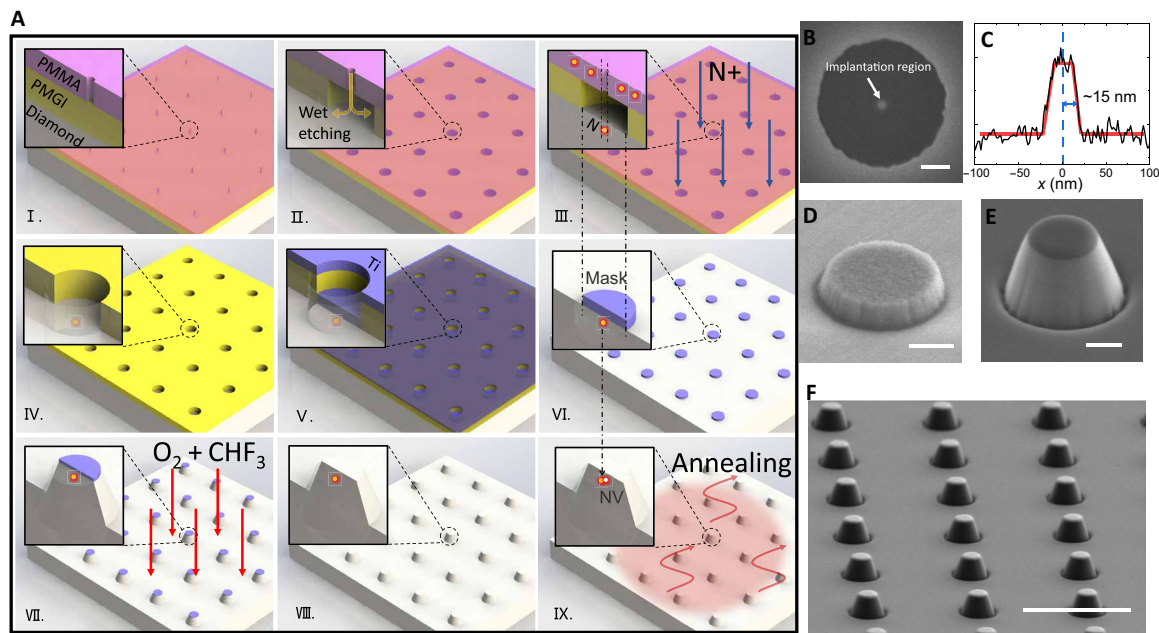 A
PMMA
PMGI
Diamond
I.
Wet
etching
II.
N+
N
III.
IV.
Ti
V.
Mask
VI.
O2 + CHF3
VII.
VIII.
Annealing
NV
IX.
B
Implantation region
C
~15 nm
−100 −50 0 50 100
x (nm)
D
E
F